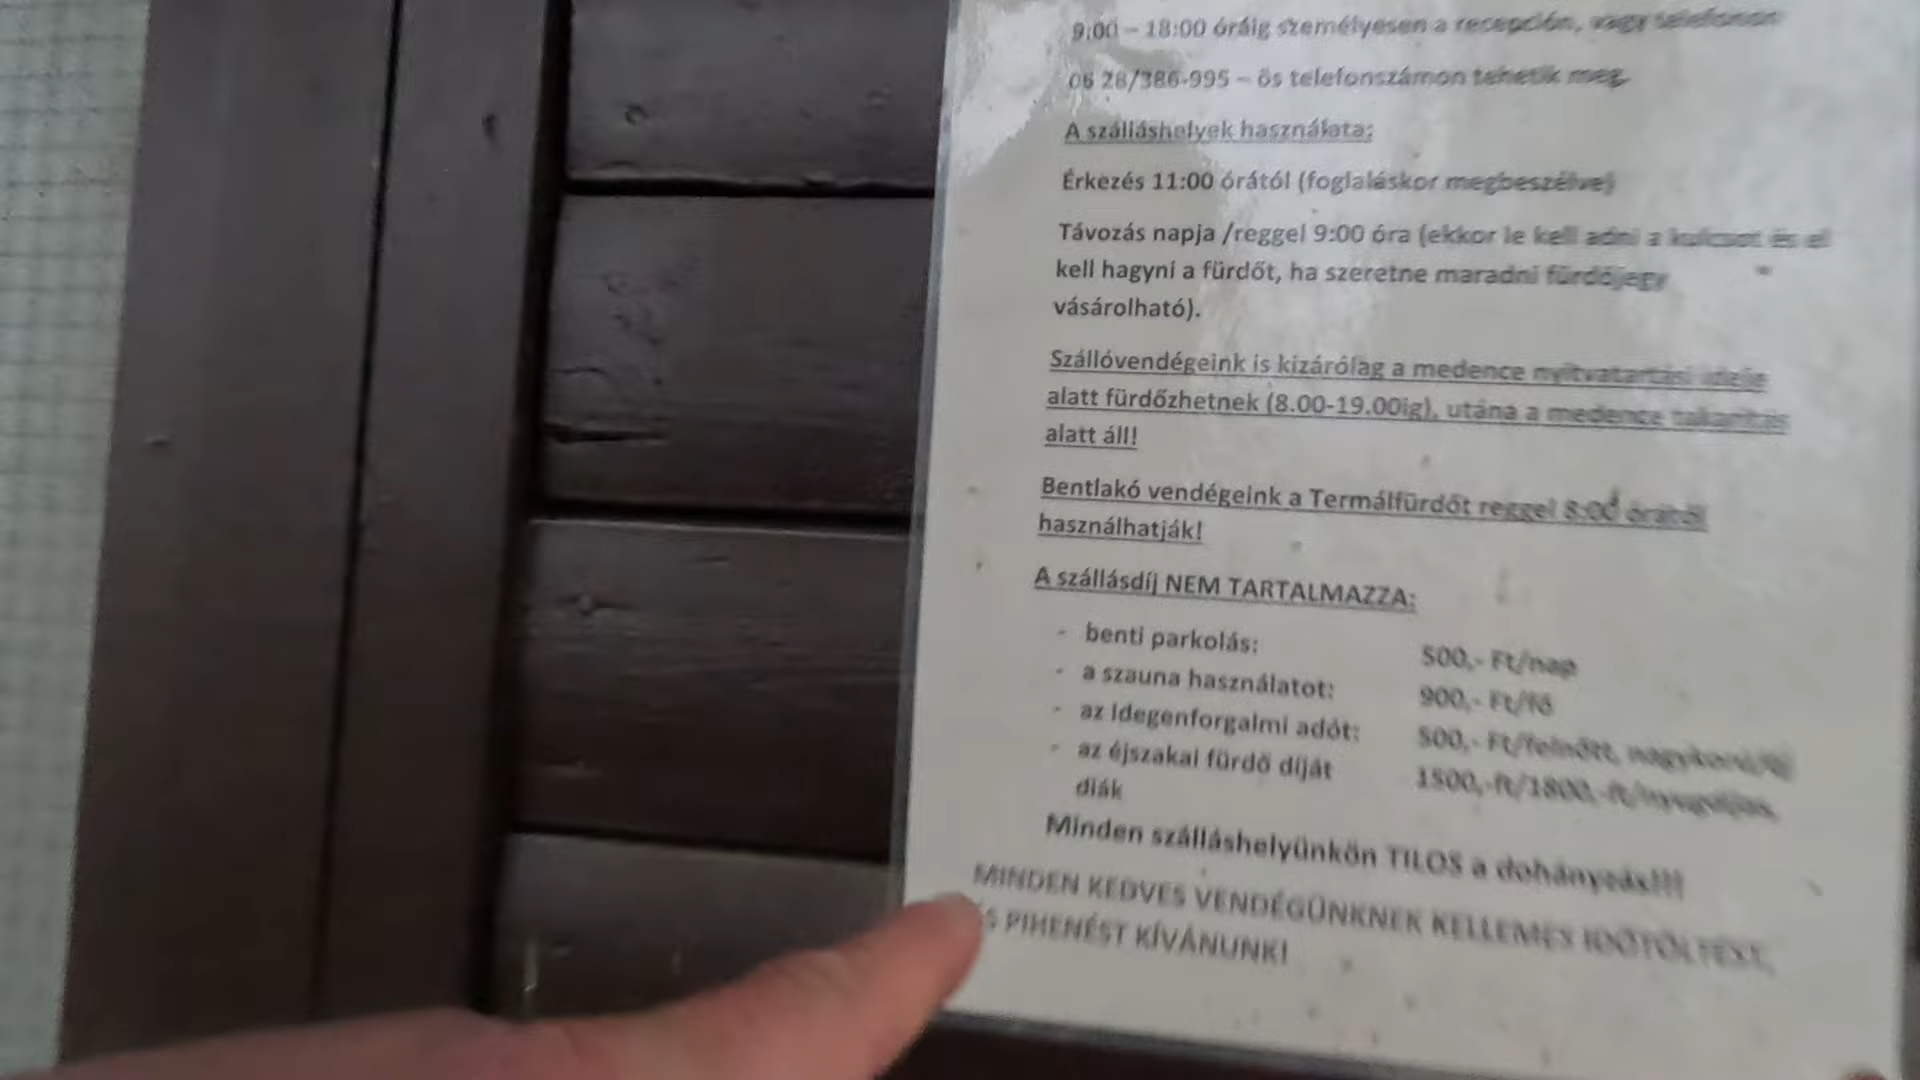 9:00 – 18:00 óráig személyesen a recepción, vagy telefonon
06 28/386-995 – ös telefonszámon tehetik meg.
A szálláshelyek használata:
Érkezés 11:00 órától (foglaláskor megbeszélve)
Távozás napja /reggel 9:00 óra (ekkor le kell adni a kulcsot és el
kell hagyni a fürdőt, ha szeretne maradni fürdőjegy
vásárolható).
Szállóvendégeink is kizárólag a medence nyitvatartási ideje
alatt fürdőzhetnek (8.00-19.00ig), utána a medence takarítás
alatt áll!
Bentlakó vendégeink a Termálfürdőt reggel 8:00 órától
használhatják!
A szállásdíj NEM TARTALMAZZA:
- benti parkolás: 500,- Ft/nap
- a szauna használatot: 900,- Ft/fő
- az idegenforgalmi adót: 500,- Ft/felnőtt, nagykorú/éj
- az éjszakai fürdő díját 1500,-ft/1800,-ft/nyugdíjas,
diák
Minden szálláshelyünkön TILOS a dohányzás!!!
MINDEN KEDVES VENDÉGÜNKNEK KELLEMES IDŐTÖLTÉST,
ÉS PIHENÉST KÍVÁNUNK!